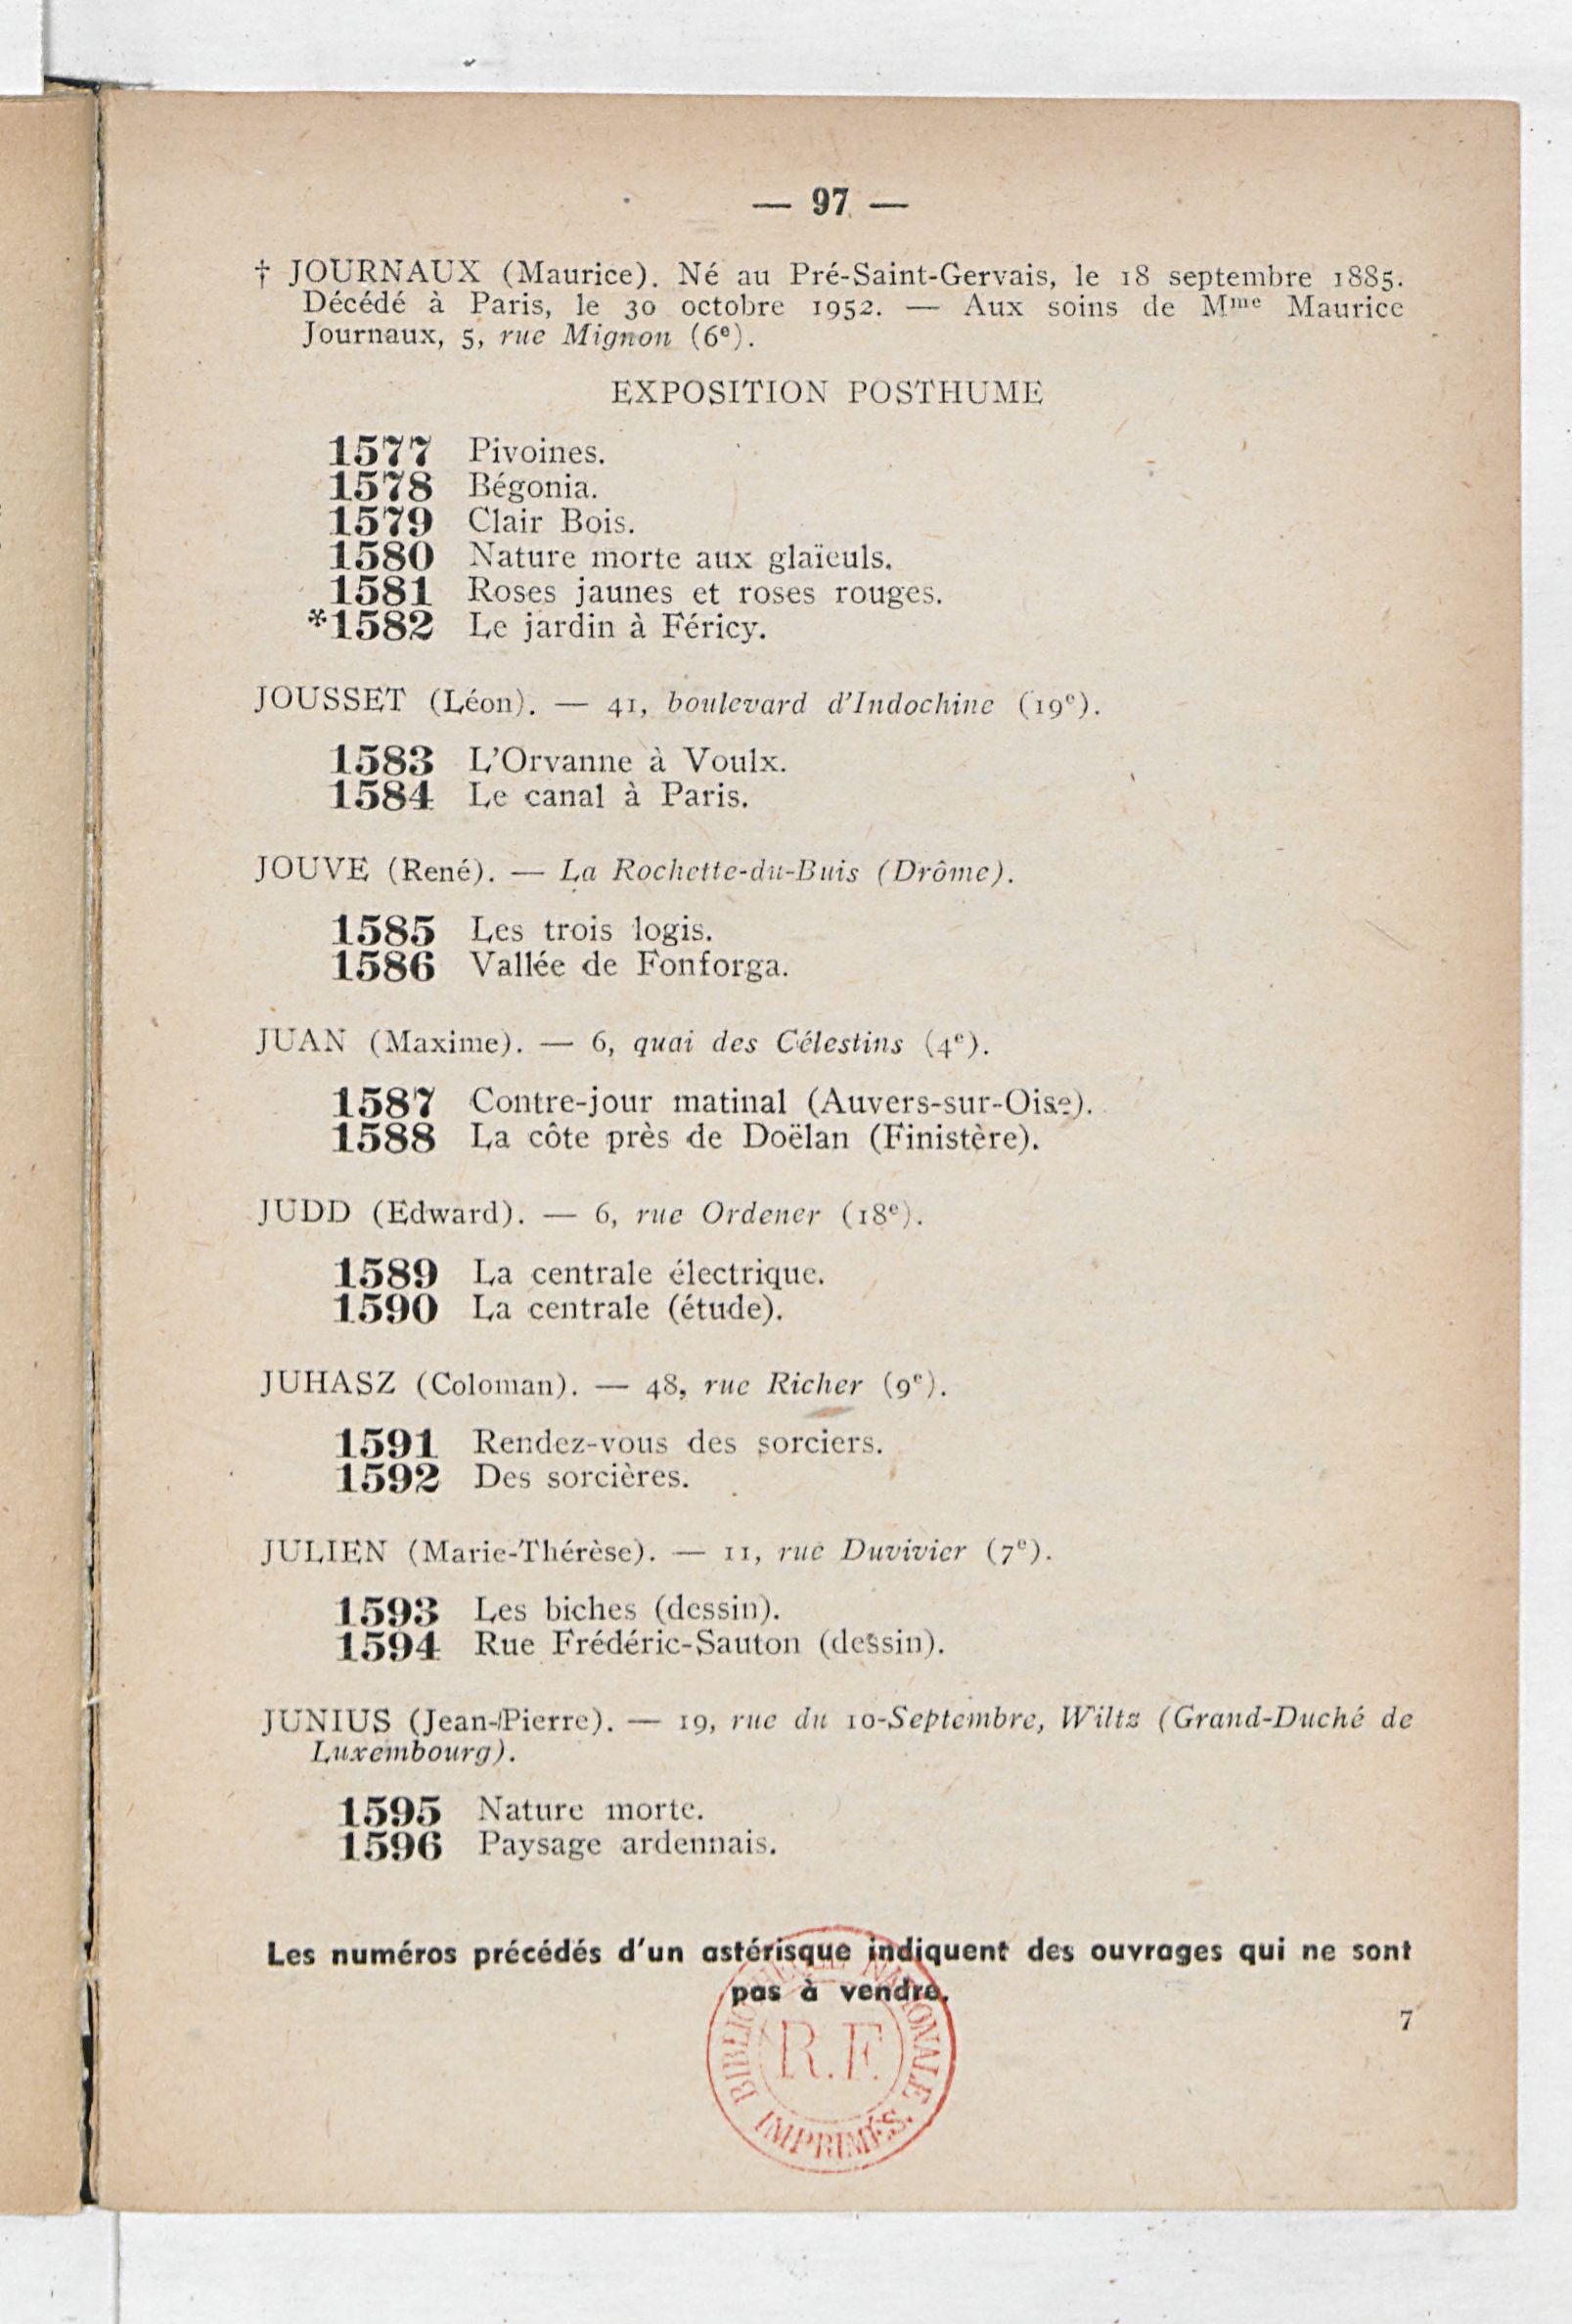 — 97 —
† JOURNAUX (Maurice). Né au Pré-Saint-Gervais, le 18 septembre 1885.
Décédé à Paris, le 30 octobre 1952. — Aux soins de Mme Maurice
Journaux, 5, rue Mignon (6e).
EXPOSITION POSTHUME
1577 Pivoines.
1578 Bégonia.
1579 Clair Bois.
1580 Nature morte aux glaïeuls.
1581 Roses jaunes et roses rouges.
*1582 Le jardin à Féricy.
JOUSSET (Léon). — 41, boulevard d'Indochine (19e).
1583 L'Orvanne à Voulx.
1584 Le canal à Paris.
JOUVE (René). — La Rochette-du-Buis (Drôme).
1585 Les trois logis.
1586 Vallée de Fonforga.
JUAN (Maxime). — 6, quai des Célestins (4e).
1587 Contre-jour matinal (Auvers-sur-Oise).
1588 La côte près de Doëlan (Finistère).
JUDD (Edward). — 6, rue Ordener (18e).
1589 La centrale électrique.
1590 La centrale (étude).
JUHASZ (Coloman). — 48, rue Richer (9e).
1591 Rendez-vous des sorciers.
1592 Des sorcières.
JULIEN (Marie-Thérèse). — 11, rue Duvivier (7e).
1593 Les biches (dessin).
1594 Rue Frédéric-Sauton (dessin).
JUNIUS (Jean-Pierre). — 19, rue du 10-Septembre, Wiltz (Grand-Duché de
Luxembourg).
1595 Nature morte.
1596 Paysage ardennais.
Les numéros précédés d'un astérisque indiquent des ouvrages qui ne sont
pas à vendre.
7
BIBLIOTHÈQUE NATIONALE
R.F.
IMPRIMÉS.